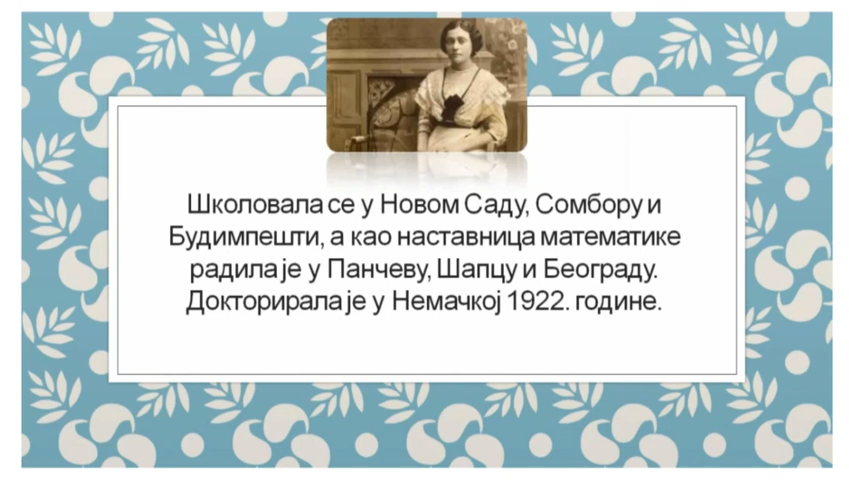 Школовала се у Новом Саду, Сомбору и
Будимпешти, а као наставница математике
радила је у Панчеву, Шапцу и Београду.
Докторирала је у Немачкој 1922. године.